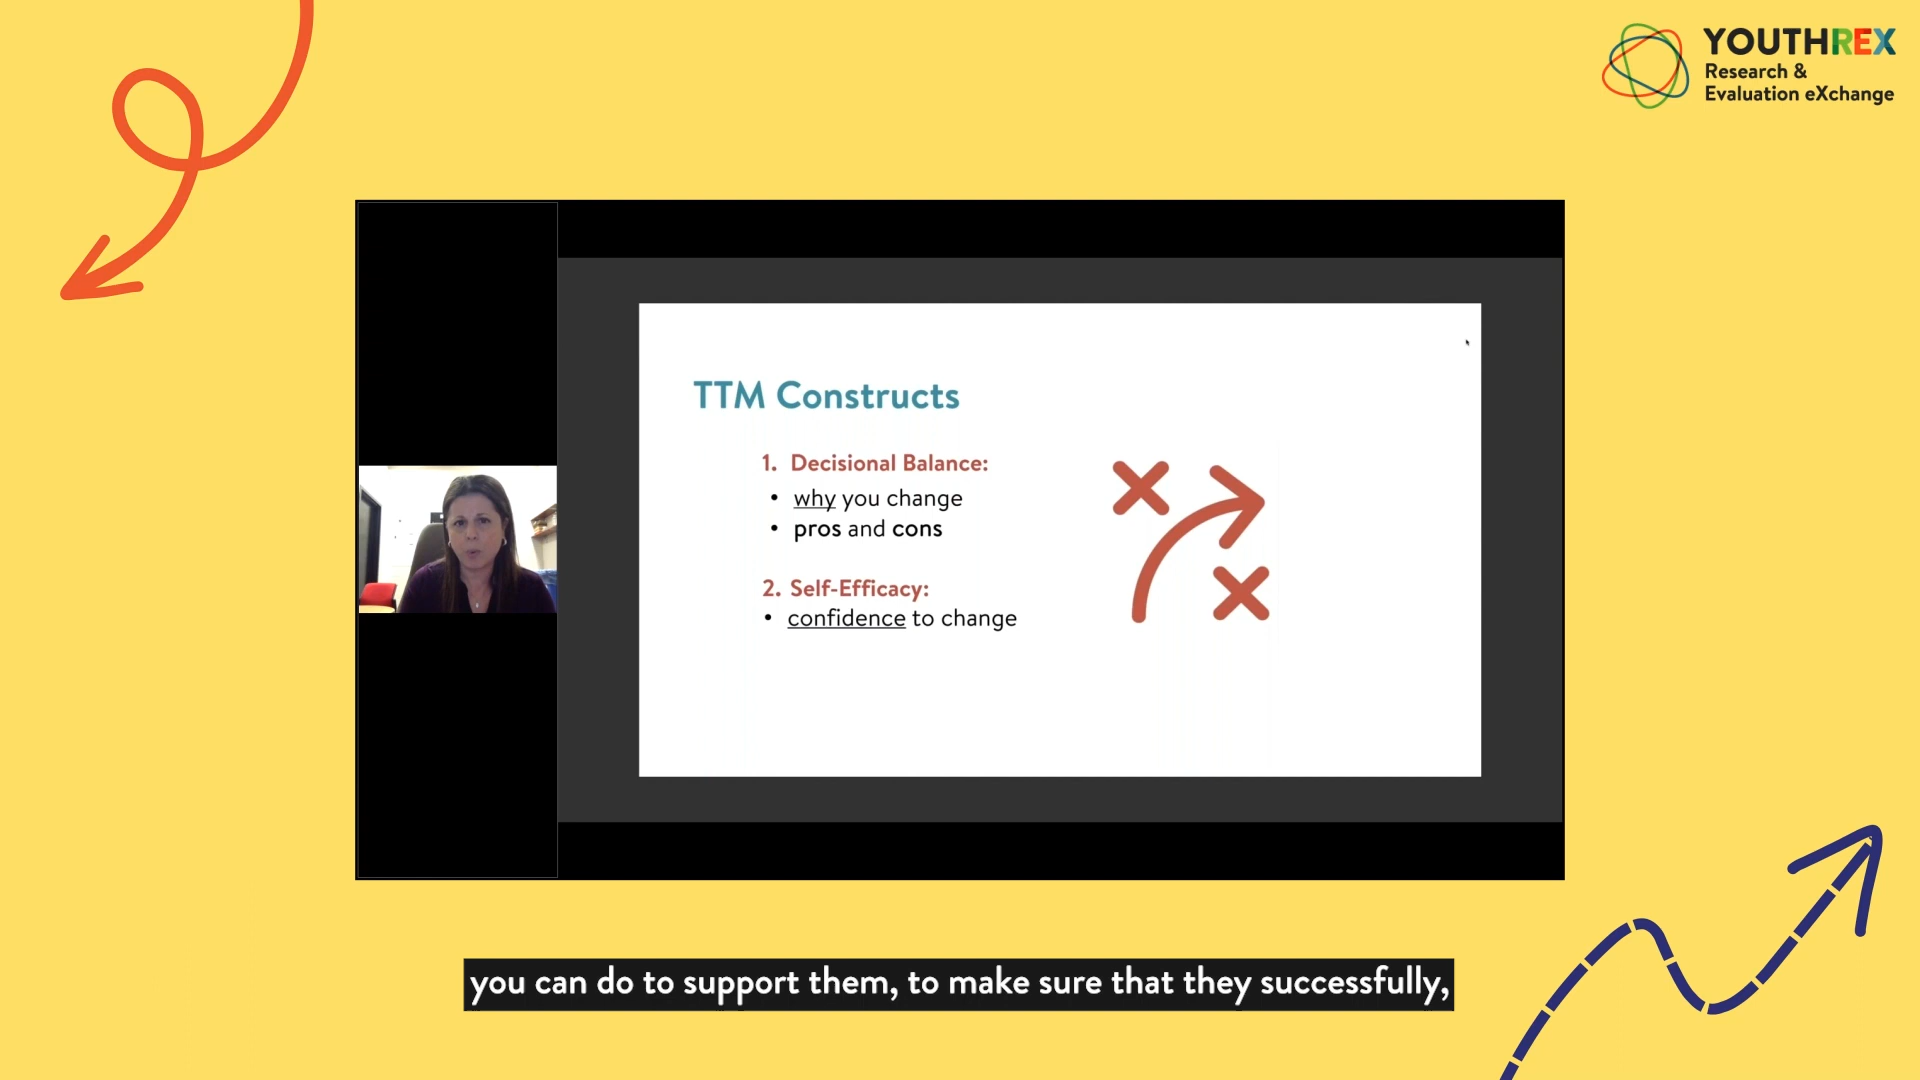 YOUTHREX
Research &
Evaluation eXchange
TTM Constructs
1. Decisional Balance:
• why you change
• pros and cons
2. Self-Efficacy:
• confidence to change
you can do to support them, to make sure that they successfully,